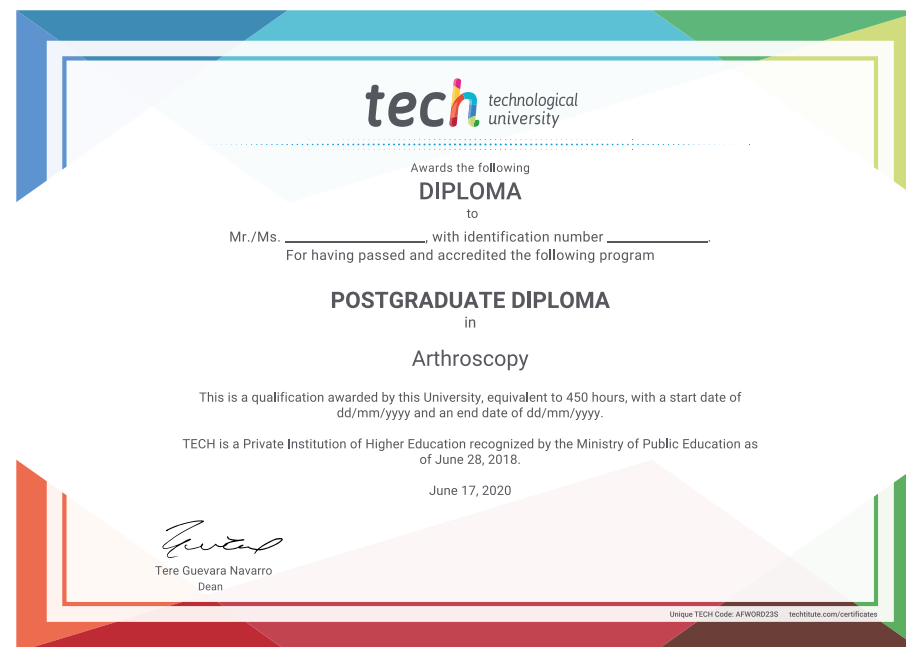 tech technological
university
Awards the following
DIPLOMA
to
Mr./Ms. ____________________, with identification number ______________.
For having passed and accredited the following program
POSTGRADUATE DIPLOMA
in
Arthroscopy
This is a qualification awarded by this University, equivalent to 450 hours, with a start date of
dd/mm/yyyy and an end date of dd/mm/yyyy.
TECH is a Private Institution of Higher Education recognized by the Ministry of Public Education as
of June 28, 2018.
June 17, 2020
Tere Guevara Navarro
Dean
Unique TECH Code: AFWORD23S techtitute.com/certificates